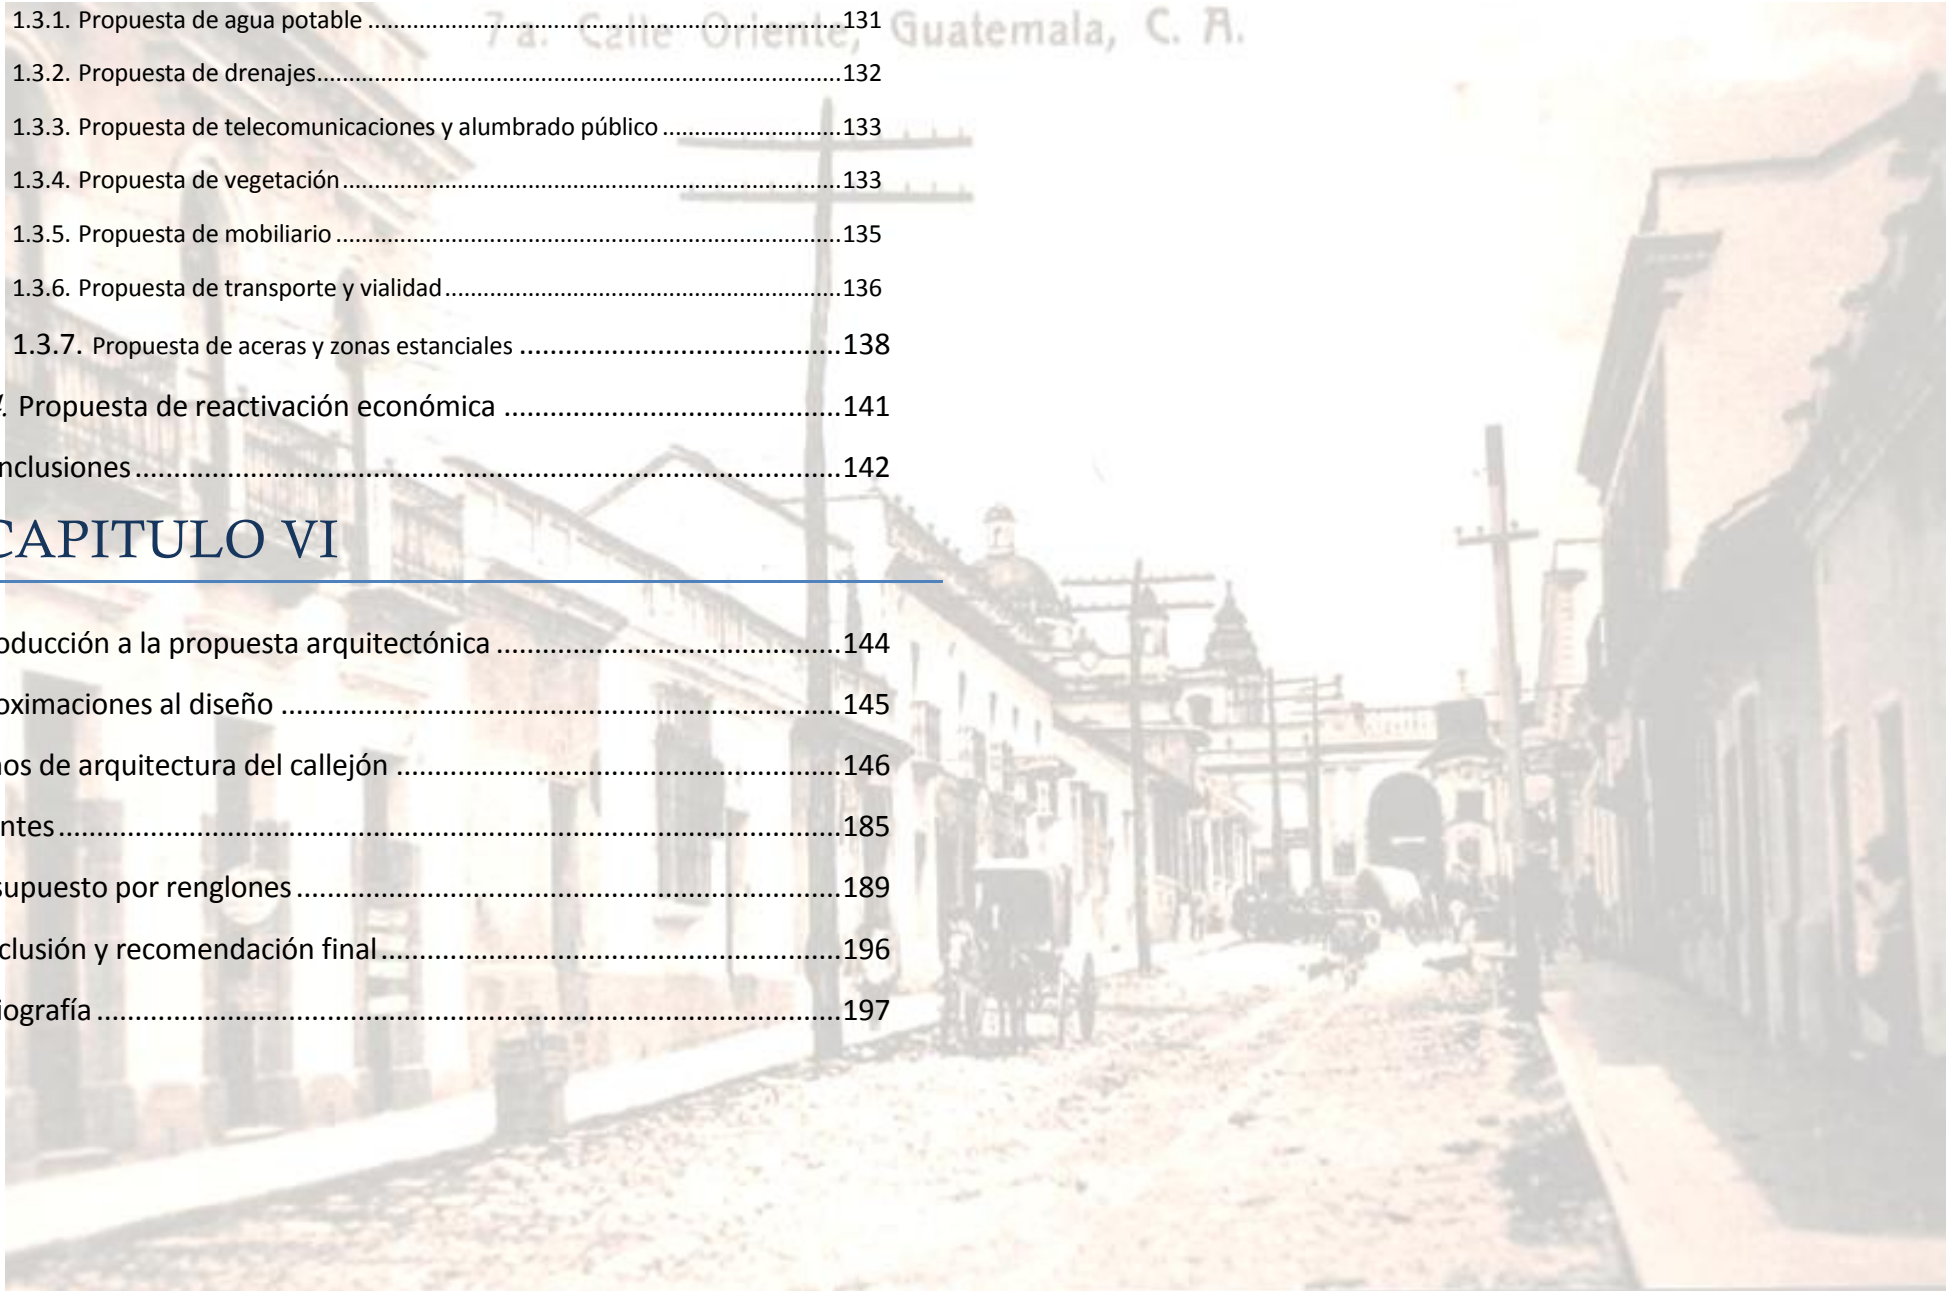 1.3.1. Propuesta de agua potable ........ 131
7a. Calle Oriente, Guatemala, C. A.
1.3.2. Propuesta de drenajes ........ 132
1.3.3. Propuesta de telecomunicaciones y alumbrado público ........ 133
1.3.4. Propuesta de vegetación ........ 133
1.3.5. Propuesta de mobiliario ........ 135
1.3.6. Propuesta de transporte y vialidad ........ 136
1.3.7. Propuesta de aceras y zonas estanciales ........ 138
Propuesta de reactivación económica ........ 141
nclusiones ........ 142
CAPITULO VI
oducción a la propuesta arquitectónica ........ 144
oximaciones al diseño ........ 145
nos de arquitectura del callejón ........ 146
ntes ........ 185
supuesto por renglones ........ 189
clusión y recomendación final ........ 196
iografía ........ 197